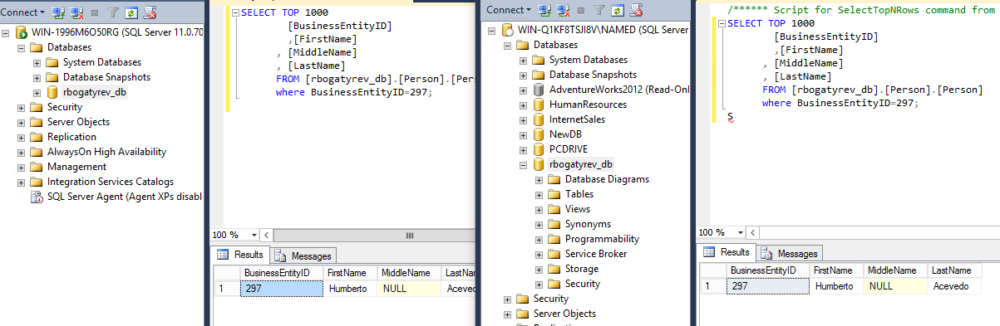 Connect
WIN-1996M6O50RG (SQL Server 11.0.70
Databases
System Databases
Database Snapshots
rbogatyrev_db
Security
Server Objects
Replication
AlwaysOn High Availability
Management
Integration Services Catalogs
SQL Server Agent (Agent XPs disabl
SELECT TOP 1000
[BusinessEntityID]
,[FirstName]
, [MiddleName]
, [LastName]
FROM [rbogatyrev_db].[Person].[Pers
where BusinessEntityID=297;
100 %
Results Messages
BusinessEntityID FirstName MiddleName LastNam
1 297 Humberto NULL Aceved
Connect
WIN-Q1KF8TSJI8V\NAMED (SQL Server
Databases
System Databases
Database Snapshots
AdventureWorks2012 (Read-Onl
HumanResources
InternetSales
NewDB
PCDRIVE
rbogatyrev_db
Database Diagrams
Tables
Views
Synonyms
Programmability
Service Broker
Storage
Security
Security
Server Objects
/****** Script for SelectTopNRows command from
SELECT TOP 1000
[BusinessEntityID]
,[FirstName]
, [MiddleName]
, [LastName]
FROM [rbogatyrev_db].[Person].[Person]
where BusinessEntityID=297;
S
100 %
Results Messages
BusinessEntityID FirstName MiddleName LastName
1 297 Humberto NULL Acevedo